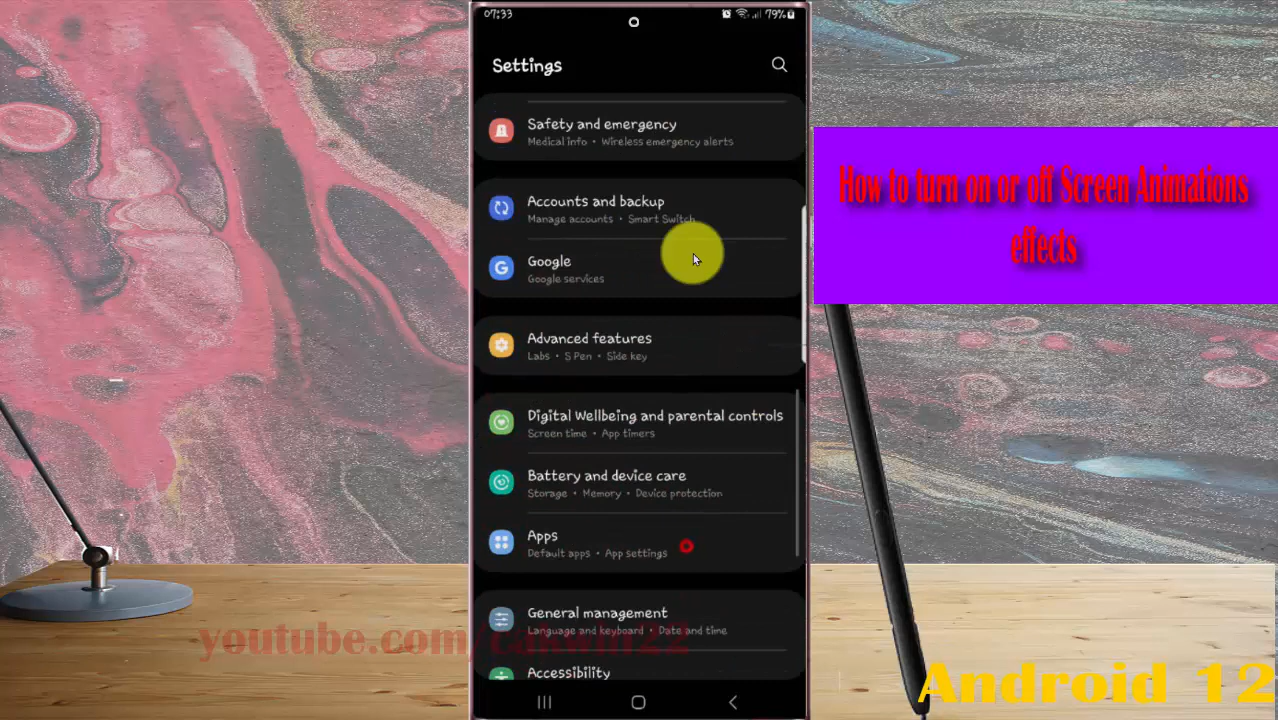 07:33
79%
Settings
Safety and emergency
Medical info • Wireless emergency alerts
Accounts and backup
Manage accounts • Smart Switch
Google
Google services
Advanced features
Labs • S Pen • Side key
Digital Wellbeing and parental controls
Screen time • App timers
Battery and device care
Storage • Memory • Device protection
Apps
Default apps • App settings
General management
Language and keyboard • Date and time
Accessibility
How to turn on or off Screen Animations
effects
youtube.com/cakwin22
Android 12